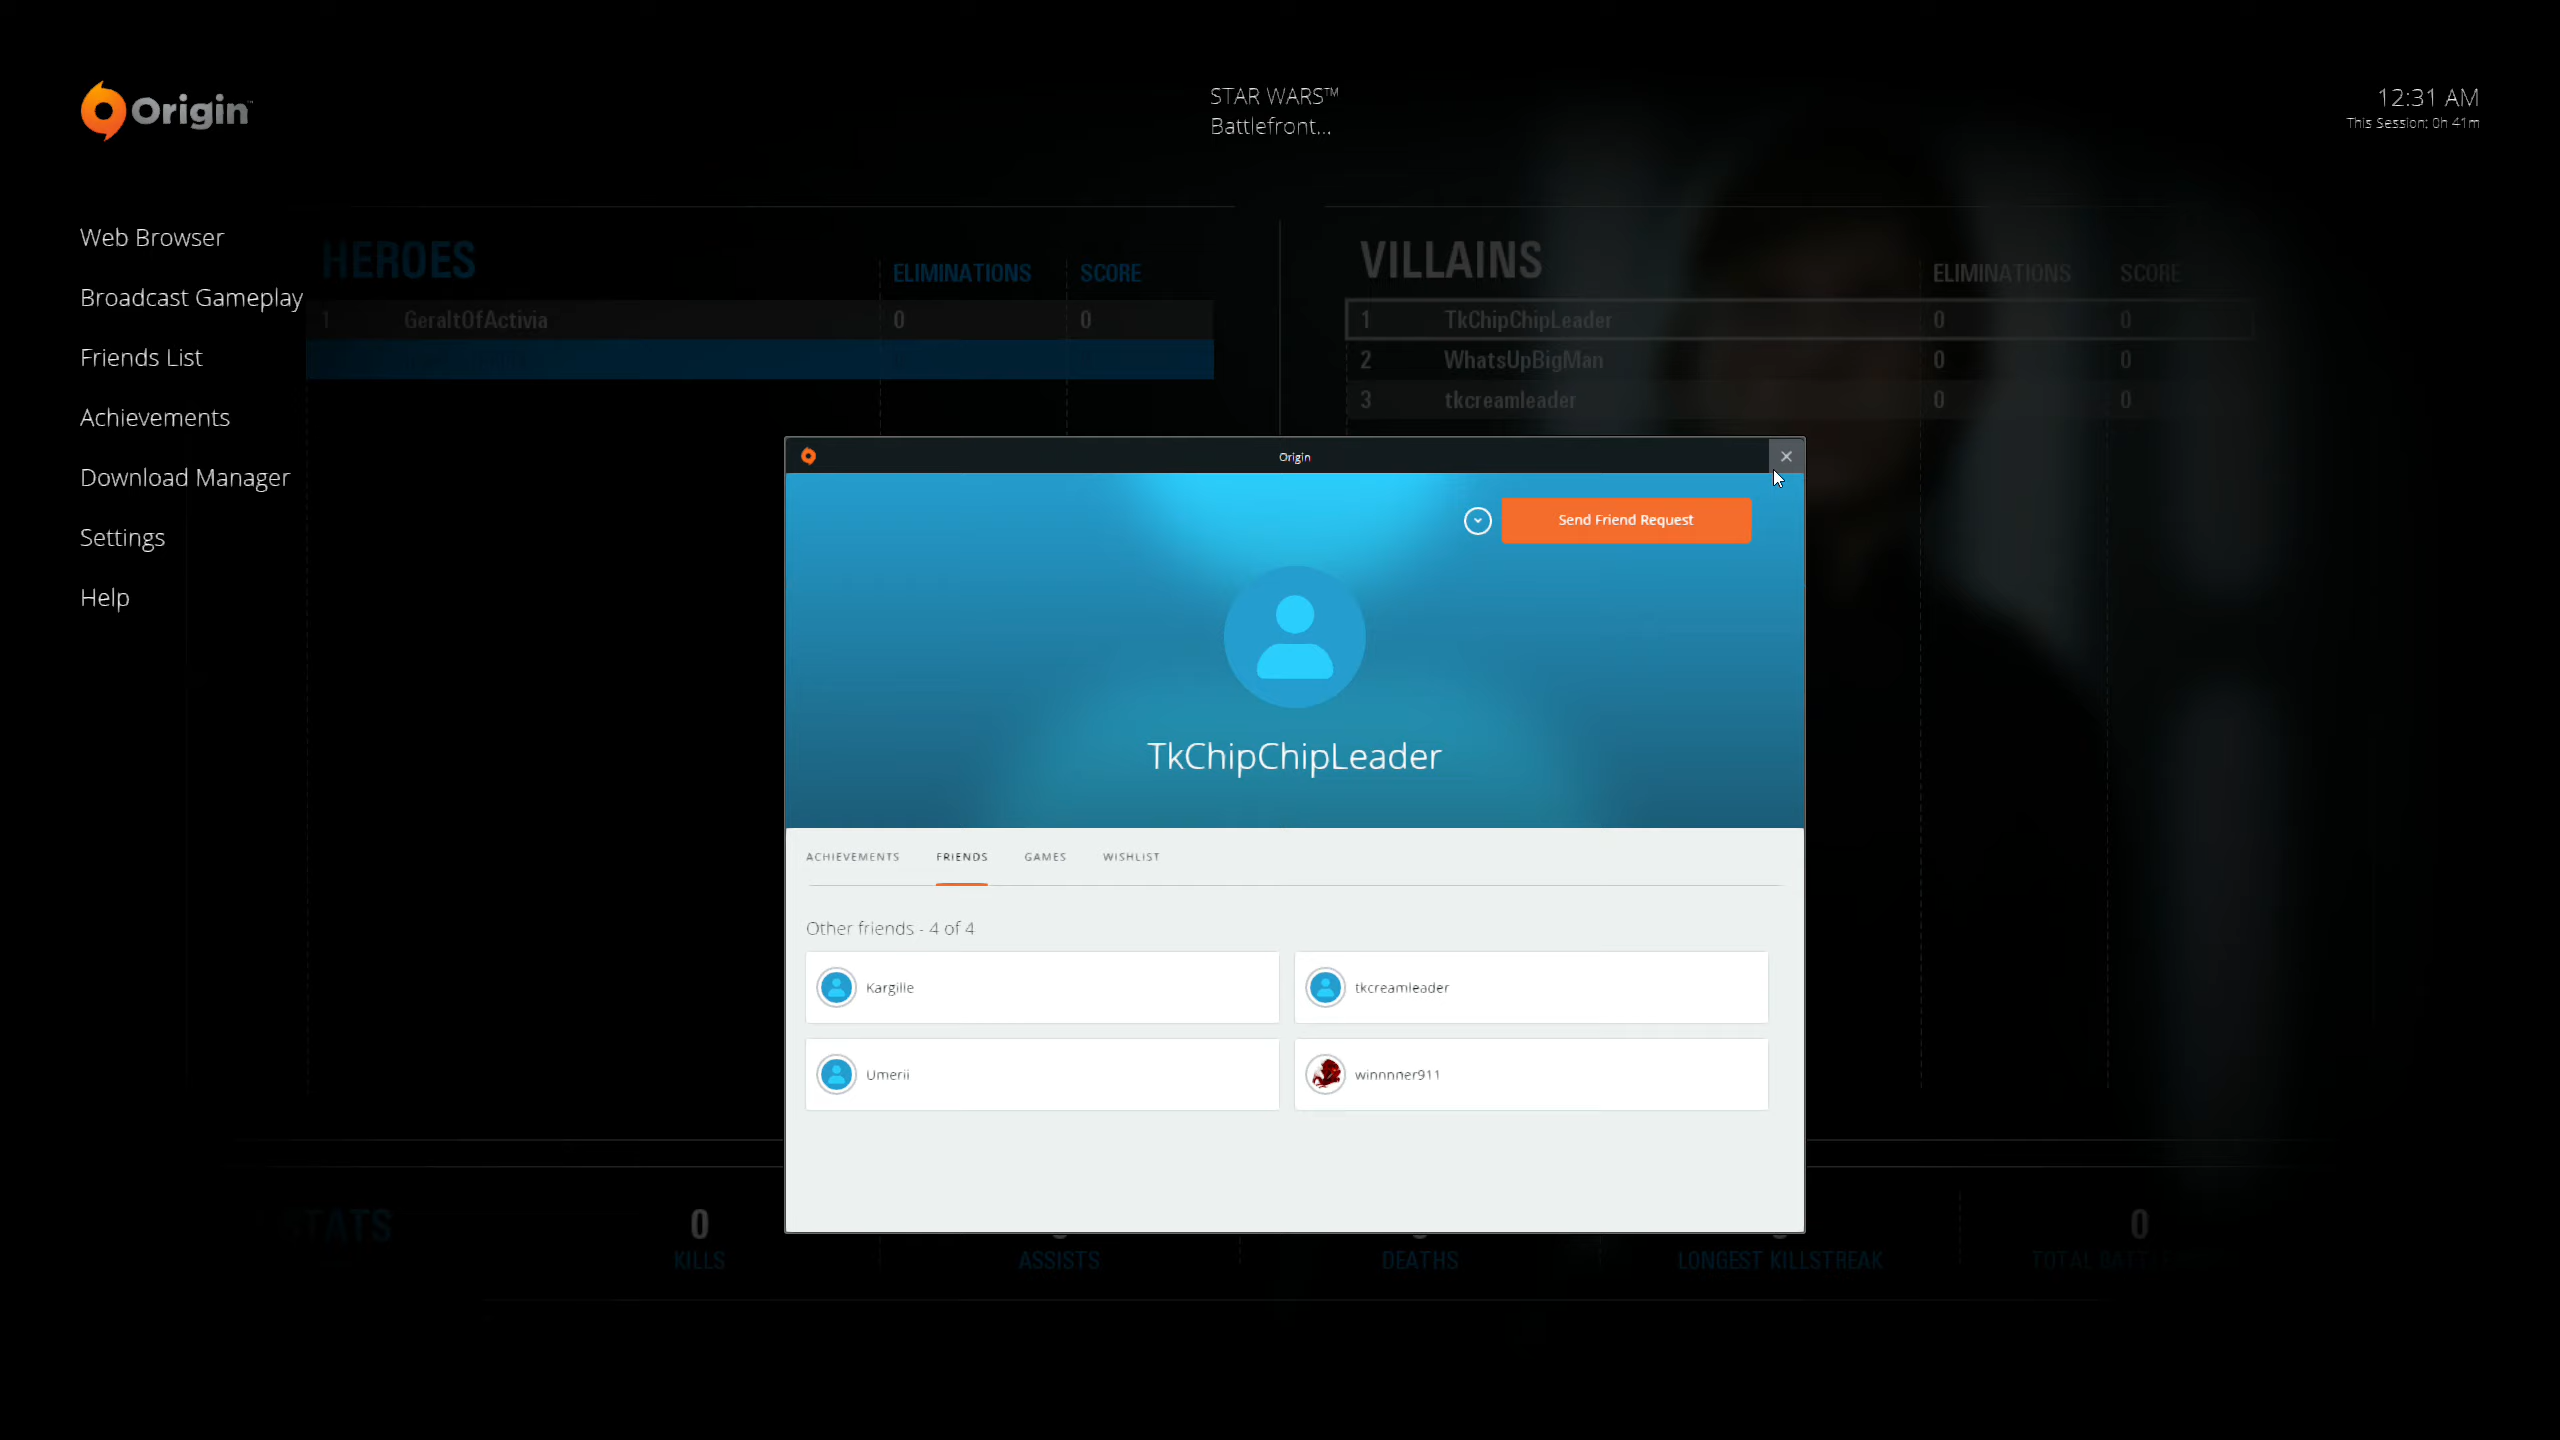 Origin
STAR WARS™
Battlefront...
12:31 AM
This Session: 0h 41m
Web Browser
Broadcast Gameplay
Friends List
Achievements
Download Manager
Settings
Help
HEROES
ELIMINATIONS
SCORE
1 GeraltOfActivia 0 0
VILLAINS
ELIMINATIONS
SCORE
1 TkChipChipLeader 0 0
2 WhatsUpBigMan 0 0
3 tkcreamleader 0 0
Origin
Send Friend Request
TkChipChipLeader
ACHIEVEMENTS FRIENDS GAMES WISHLIST
Other friends - 4 of 4
Kargille
tkcreamleader
Umerii
winnnner911
STATS
0
KILLS
ASSISTS
DEATHS
LONGEST KILLSTREAK
0
TOTAL